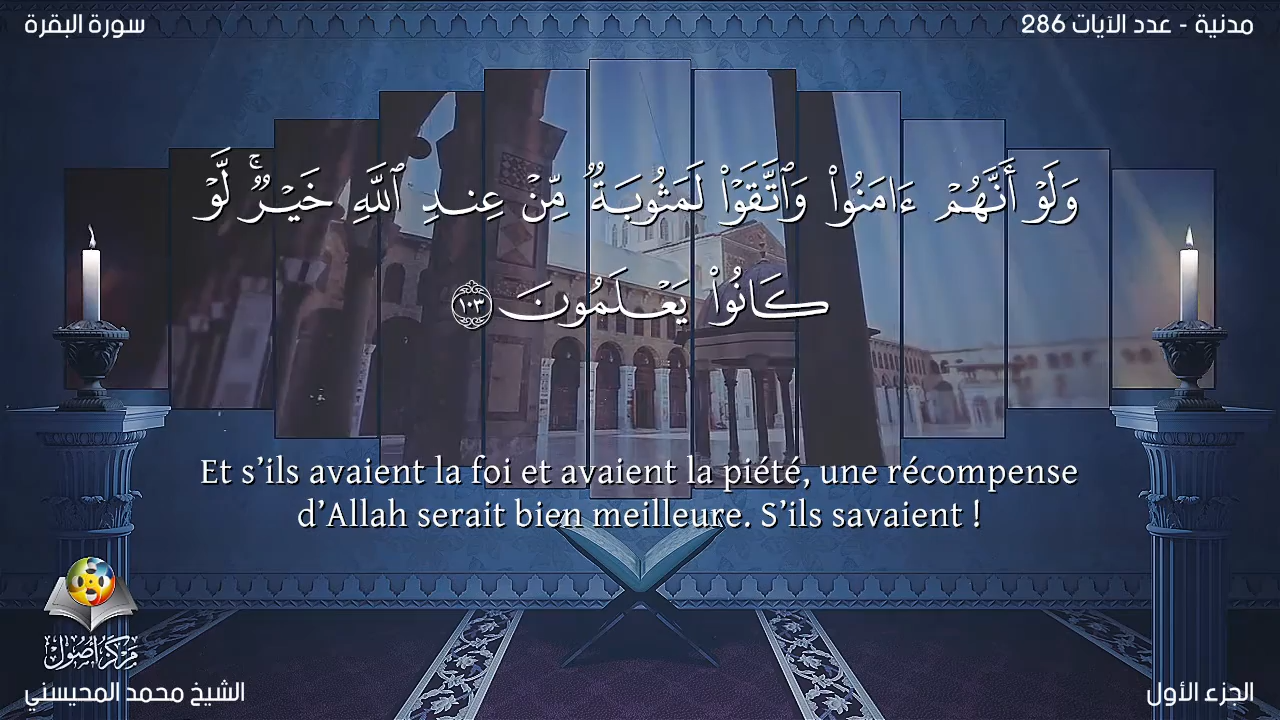 سورة البقرة
مدنية - عدد الآيات 286
وَلَوْ أَنَّهُمْ ءَامَنُوا۟ وَٱتَّقَوْا۟ لَمَثُوبَةٌ مِّنْ عِندِ ٱللَّهِ خَيْرٌ ۖ لَّوْ
كَانُوا۟ يَعْلَمُونَ ١٠٣
Et s’ils avaient la foi et avaient la piété, une récompense
d’Allah serait bien meilleure. S’ils savaient !
مركز أصول
الشيخ محمد المحيسني
الجزء الأول